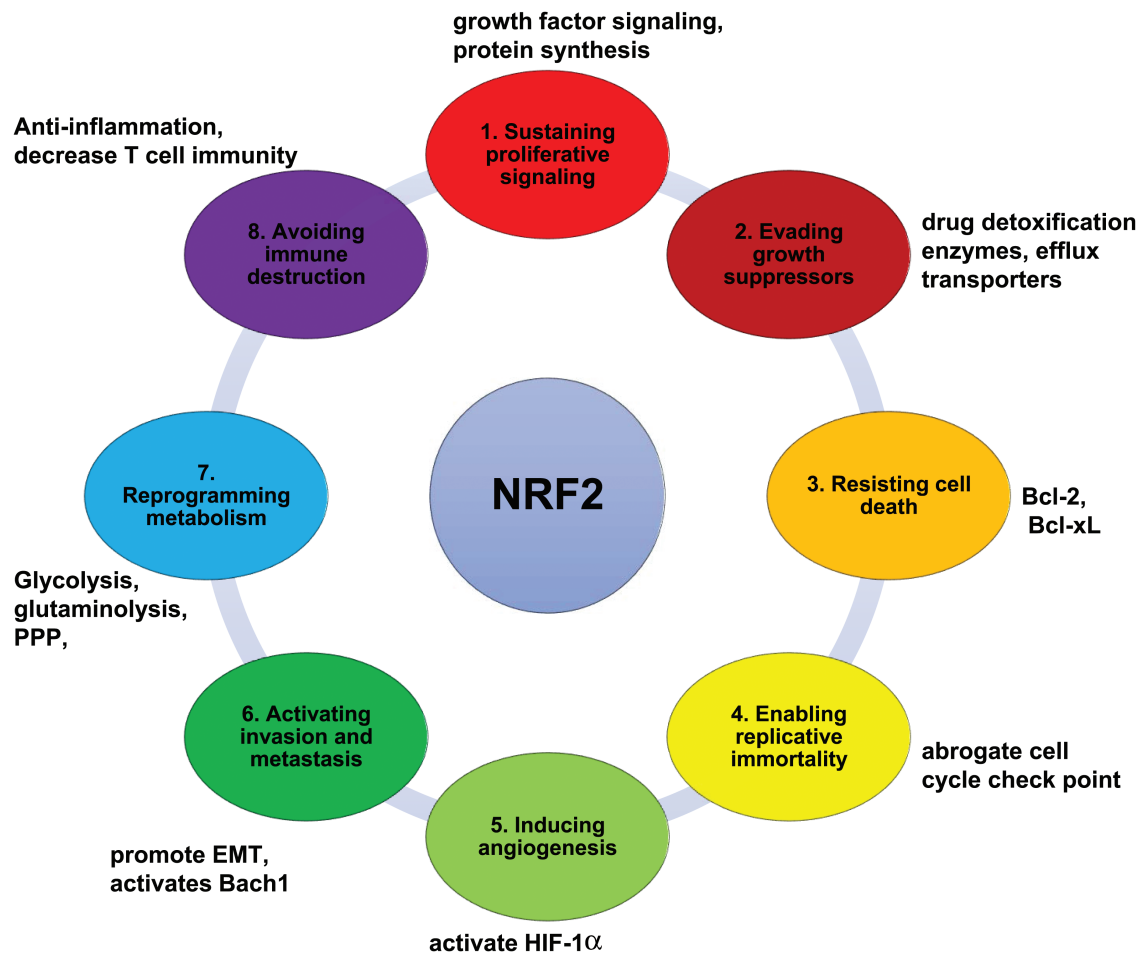 growth factor signaling,
protein synthesis
1. Sustaining
proliferative
signaling
2. Evading
growth
suppressors
drug detoxification
enzymes, efflux
transporters
3. Resisting cell
death
Bcl-2,
Bcl-xL
4. Enabling
replicative
immortality
abrogate cell
cycle check point
5. Inducing
angiogenesis
activate HIF-1α
6. Activating
invasion and
metastasis
promote EMT,
activates Bach1
7.
Reprogramming
metabolism
Glycolysis,
glutaminolysis,
PPP,
8. Avoiding
immune
destruction
Anti-inflammation,
decrease T cell immunity
NRF2